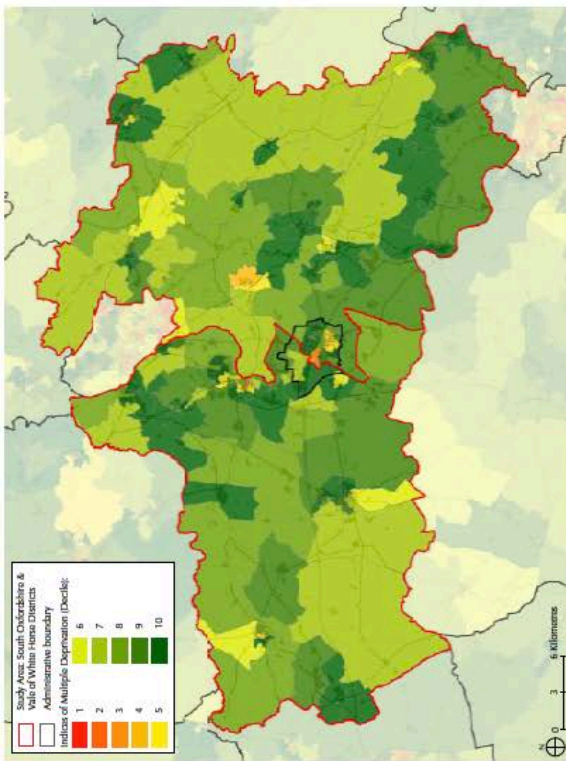 Study Area: South Oxfordshire &
Vale of White Horse Districts
Administrative boundary
Indices of Multiple Deprivation (Decile):
1
2
3
4
5
6
7
8
9
10
N
0 3 6 Kilometres